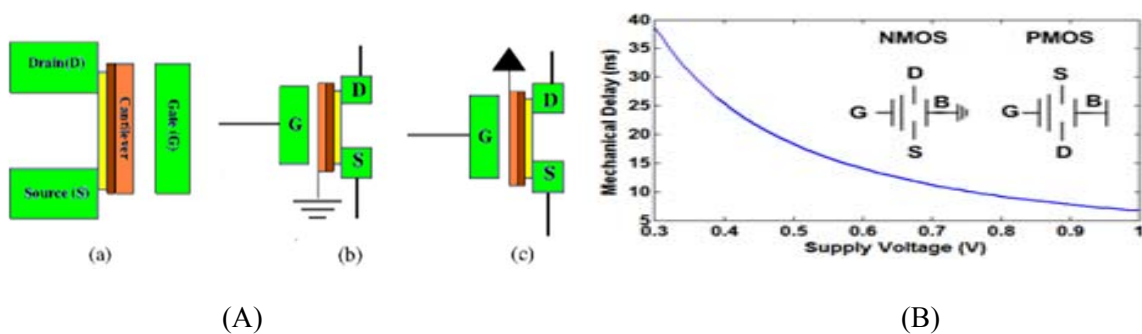 Drain(D)
Source (S)
Cantilever
Gate (G)
(a)
G
D
S
(b)
G
D
S
(c)
(A)
Mechanical Delay (ns)
40
35
30
25
20
15
10
5
0.3 0.4 0.5 0.6 0.7 0.8 0.9 1
Supply Voltage (V)
NMOS PMOS
D S
G B G B
S D
(B)